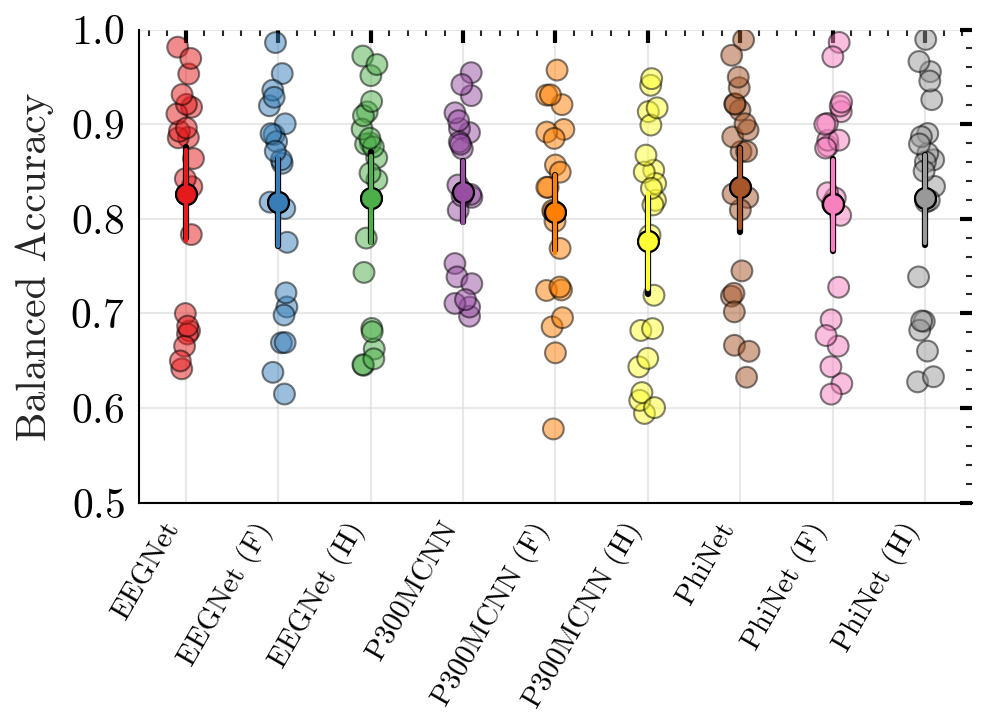 Balanced Accuracy
1.0
0.9
0.8
0.7
0.6
0.5
EEGNet
EEGNet (F)
EEGNet (H)
P300MCNN
P300MCNN (F)
P300MCNN (H)
PhiNet
PhiNet (F)
PhiNet (H)